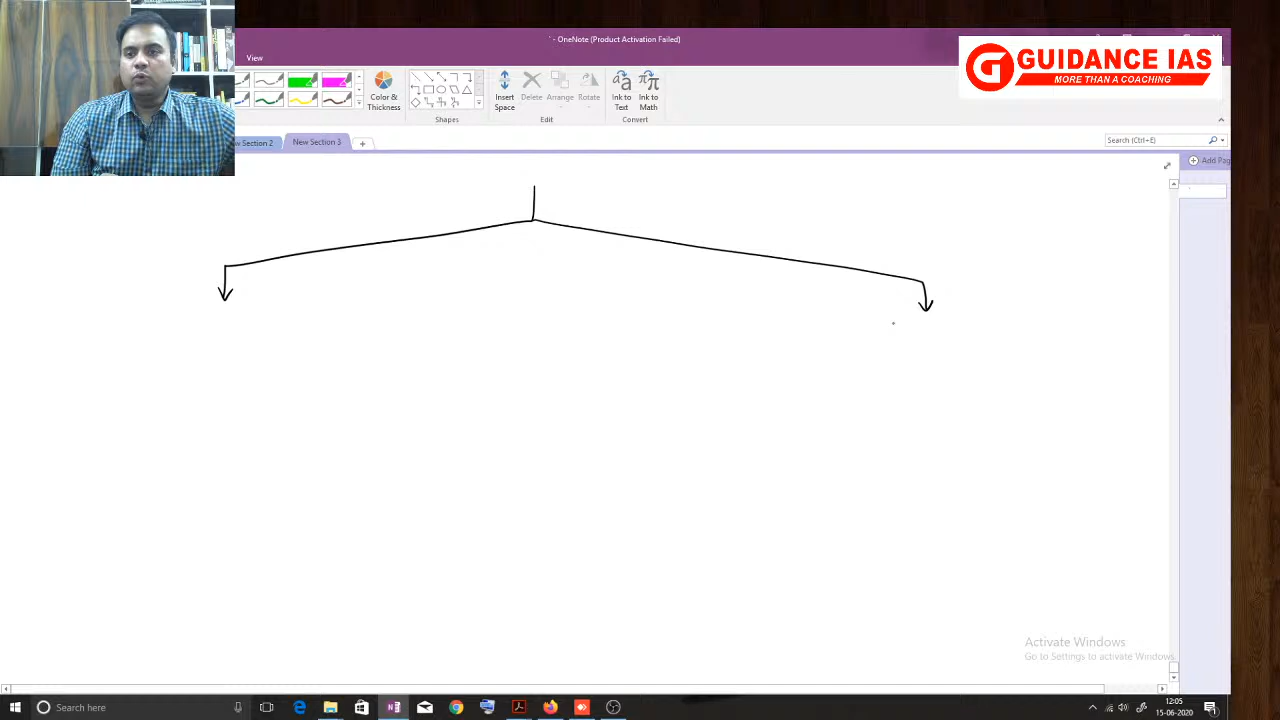 - OneNote (Product Activation Failed)
GUIDANCE IAS
MORE THAN A COACHING
View
Color &
Thickness
Insert
Space
Delete
Arrange
Rotate
Ink to
Text
Ink to
Math
Shapes
Edit
Convert
Section 2
New Section 3
Search (Ctrl+E)
Add Pag
Activate Windows
Go to Settings to activate Windows
Search here
12:05
15-06-2020